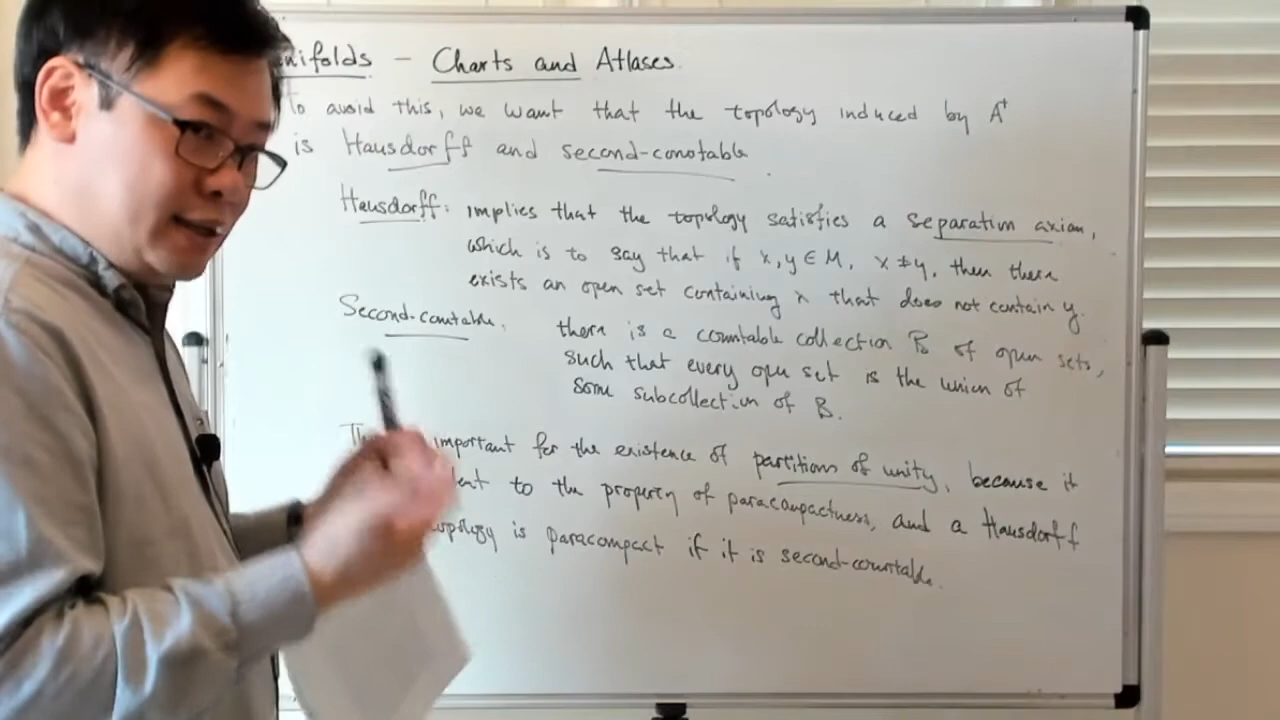 nifolds - Charts and Atlases
To avoid this, we want that the topology induced by A⁺
is Hausdorff and second-countable.
Hausdorff: implies that the topology satisfies a separation axiom,
which is to say that if x, y ∈ M, x ≠ y, then there
exists an open set containing x that does not contain y.
Second-countable. there is a countable collection B of open sets,
such that every open set is the union of
some subcollection of B.
important for the existence of partitions of unity, because it
lent to the property of paracompactness, and a Hausdorff
topology is paracompact if it is second-countable.